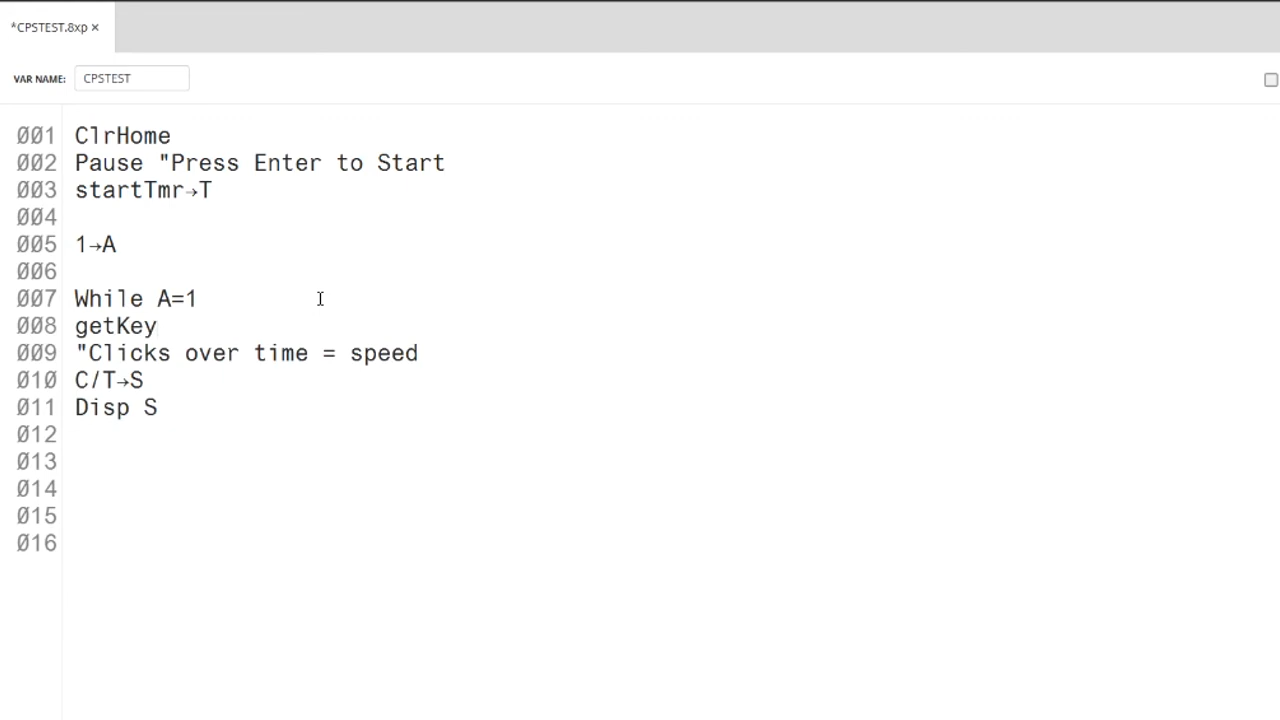 *CPSTEST.8xp ×
VAR NAME: CPSTEST
001 ClrHome
002 Pause "Press Enter to Start
003 startTmr→T
004
005 1→A
006
007 While A=1
008 getKey
009 "Clicks over time = speed
010 C/T→S
011 Disp S
012
013
014
015
016